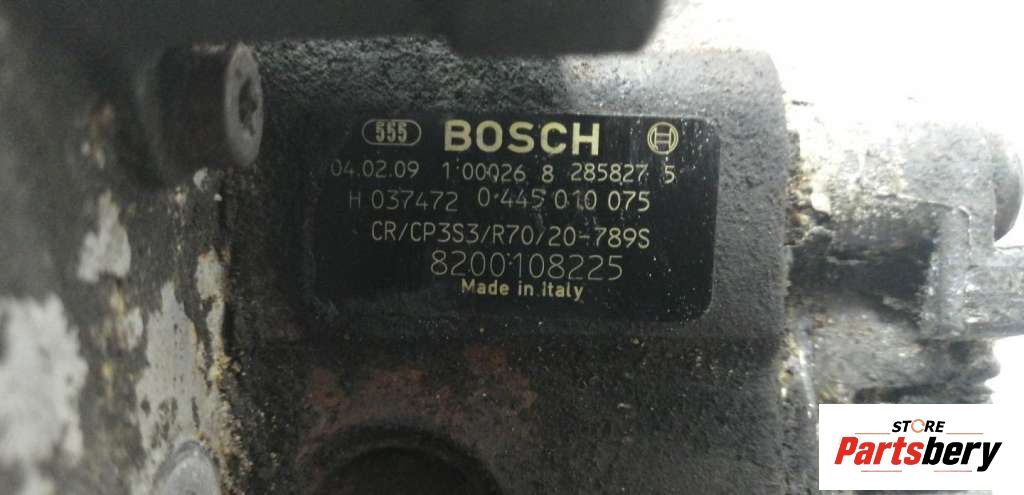 555 BOSCH
04.02.09 1 00026 8 285827 5
H 037472 0 445 010 075
CR/CP3S3/R70/20-789S
8200108225
Made in Italy
STORE
Partsbery